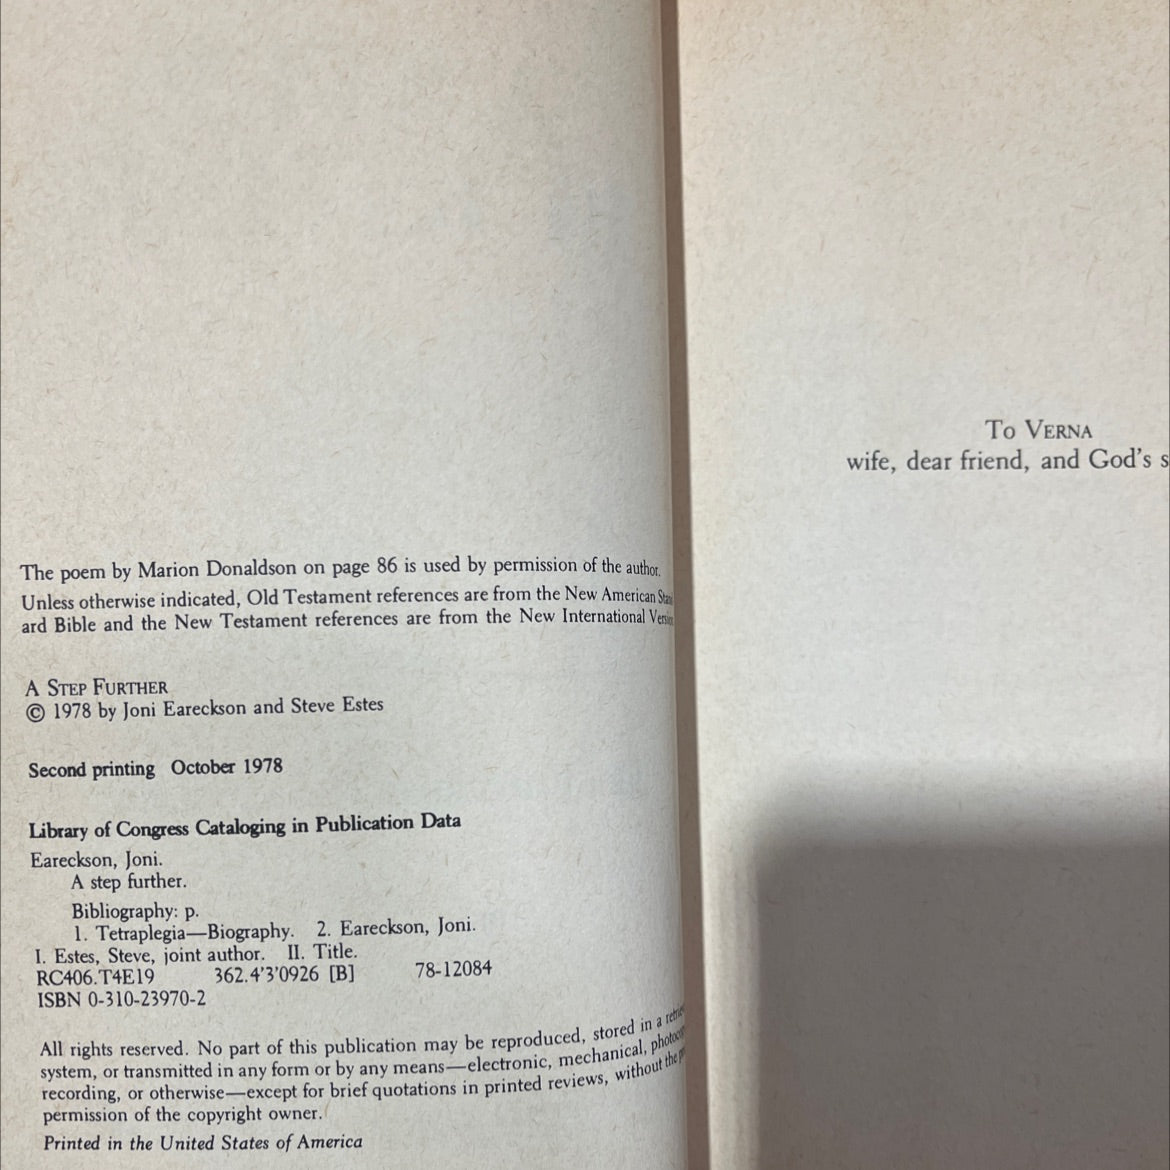 The poem by Marion Donaldson on page 86 is used by permission of the author.
Unless otherwise indicated, Old Testament references are from the New American
ard Bible and the New Testament references are from the New International
A STEP FURTHER
© 1978 by Joni Eareckson and Steve Estes
Second printing October 1978
Library of Congress Cataloging in Publication Data
Eareckson, Joni.
A step further.
Bibliography: p.
1. Tetraplegia—Biography. 2. Eareckson, Joni.
I. Estes, Steve, joint author. II. Title.
RC406.T4E19 362.4'3'0926 [B] 78-12084
ISBN 0-310-23970-2
All rights reserved. No part of this publication may be reproduced, stored in a
system, or transmitted in any form or by any means—electronic, mechanical,
recording, or otherwise—except for brief quotations in printed reviews, without the
permission of the copyright owner.
Printed in the United States of America
TO VERNA
wife, dear friend, and God's